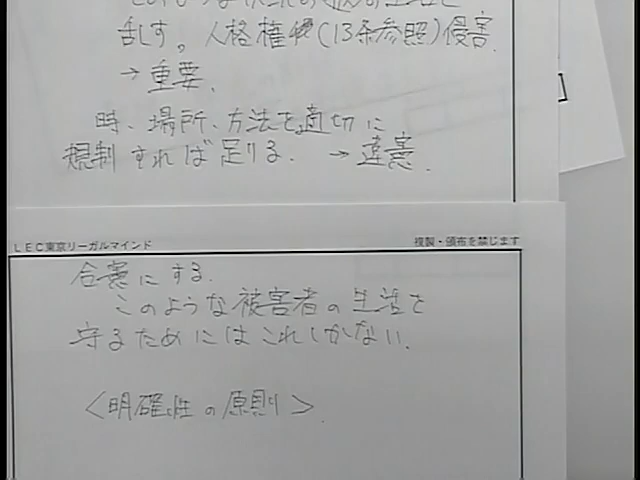 乱す。人格権(13条参照)侵害.
→ 重要.
時、場所、方法を適切に
規制すれば足りる. → 違憲.
LEC東京リーガルマインド 複製・頒布を禁じます
合憲にする.
このような被害者の生活を
守るためにはこれしかない.
<明確性の原則>